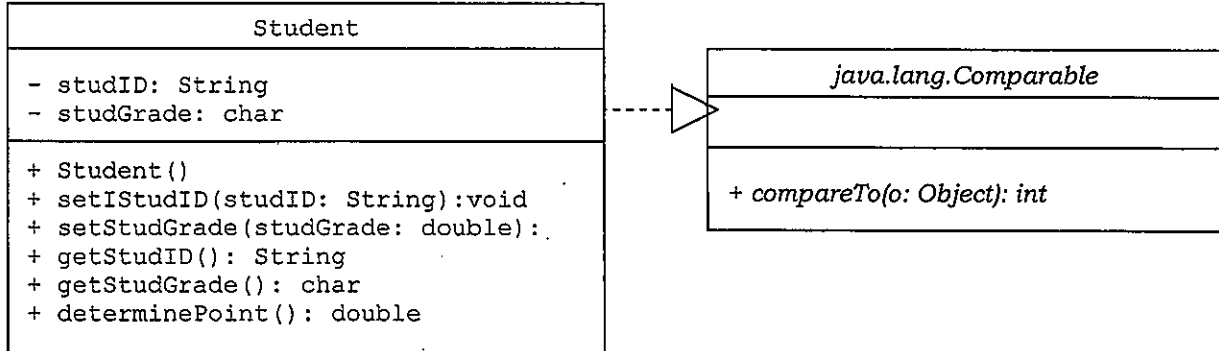 Student
- studID: String
- studGrade: char
+ Student()
+ setIStudID(studID: String):void
+ setStudGrade(studGrade: double):
+ getStudID(): String
+ getStudGrade(): char
+ determinePoint(): double
java.lang.Comparable
+ compareTo(o: Object): int